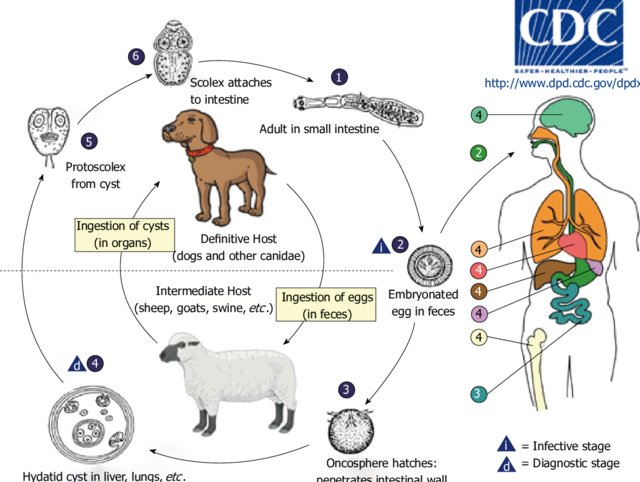 CDC
SAFER • HEALTHIER • PEOPLE™
http://www.dpd.cdc.gov/dpdx
6
Scolex attaches
to intestine
1
Adult in small intestine
5
Protoscolex
from cyst
Ingestion of cysts
(in organs)
Definitive Host
(dogs and other canidae)
i 2
Embryonated
egg in feces
Intermediate Host
(sheep, goats, swine, etc.)
Ingestion of eggs
(in feces)
d 4
Hydatid cyst in liver, lungs, etc.
3
Oncosphere hatches:
penetrates intestinal wall
4
2
4
4
4
4
4
3
i = Infective stage
d = Diagnostic stage